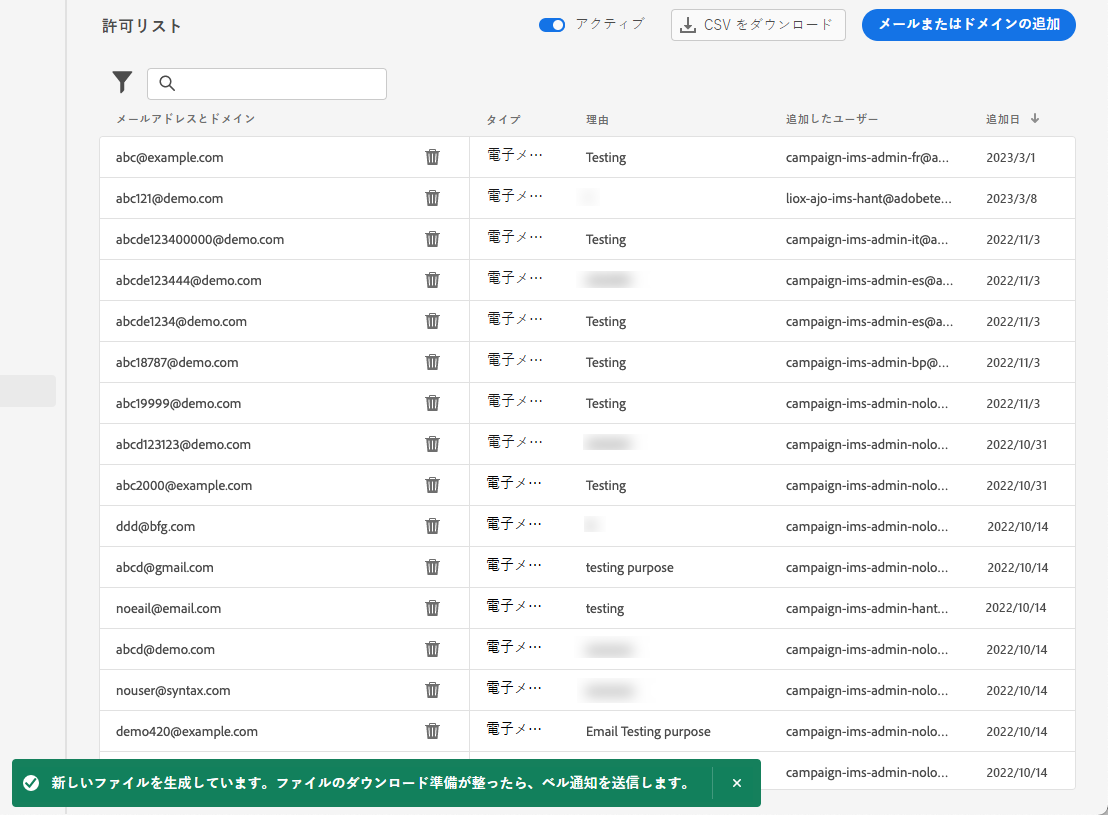 許可リスト アクティブ CSV をダウンロード メールまたはドメインの追加
メールアドレスとドメイン タイプ 理由 追加したユーザー 追加日
abc@example.com 電子メ… Testing campaign-ims-admin-fr@a... 2023/3/1
abc121@demo.com 電子メ… liox-ajo-ims-hant@adobete... 2023/3/8
abcde123400000@demo.com 電子メ… Testing campaign-ims-admin-it@a... 2022/11/3
abcde123444@demo.com 電子メ… campaign-ims-admin-es@a... 2022/11/3
abcde1234@demo.com 電子メ… Testing campaign-ims-admin-es@a... 2022/11/3
abc18787@demo.com 電子メ… Testing campaign-ims-admin-bp@... 2022/11/3
abc19999@demo.com 電子メ… Testing campaign-ims-admin-nolo... 2022/11/3
abcd123123@demo.com 電子メ… campaign-ims-admin-nolo... 2022/10/31
abc2000@example.com 電子メ… Testing campaign-ims-admin-nolo... 2022/10/31
ddd@bfg.com 電子メ… campaign-ims-admin-nolo... 2022/10/14
abcd@gmail.com 電子メ… testing purpose campaign-ims-admin-nolo... 2022/10/14
noeail@email.com 電子メ… testing campaign-ims-admin-hant... 2022/10/14
abcd@demo.com 電子メ… campaign-ims-admin-nolo... 2022/10/14
nouser@syntax.com 電子メ… campaign-ims-admin-nolo... 2022/10/14
demo420@example.com 電子メ… Email Testing purpose campaign-ims-admin-nolo... 2022/10/14
campaign-ims-admin-nolo... 2022/10/14
新しいファイルを生成しています。ファイルのダウンロード準備が整ったら、ベル通知を送信します。